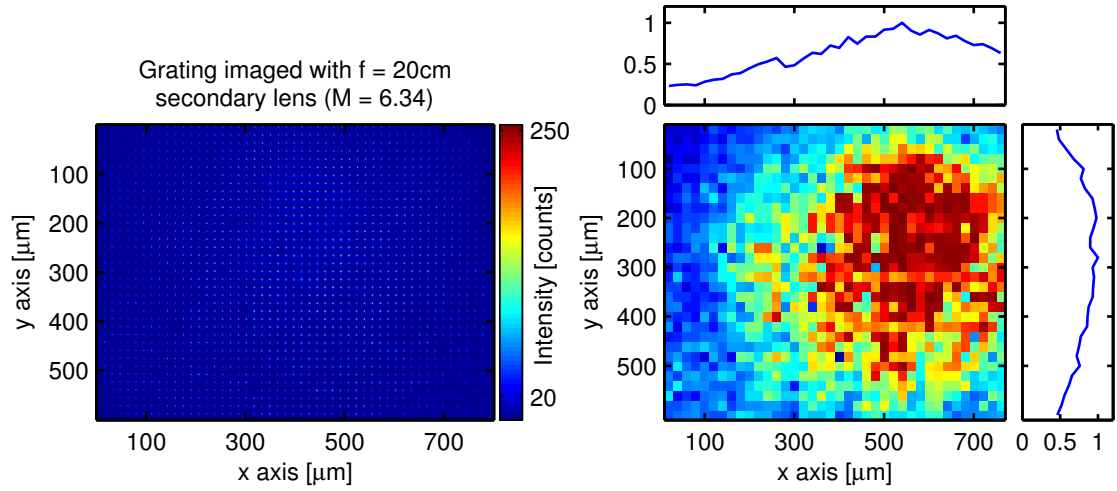 Grating imaged with f = 20cm
secondary lens (M = 6.34)
100
200
300
400
500
y axis [μm]
100 300 500 700
x axis [μm]
250
20
Intensity [counts]
1
0.5
0
100
200
300
400
500
y axis [μm]
100 300 500 700
x axis [μm]
0 0.5 1